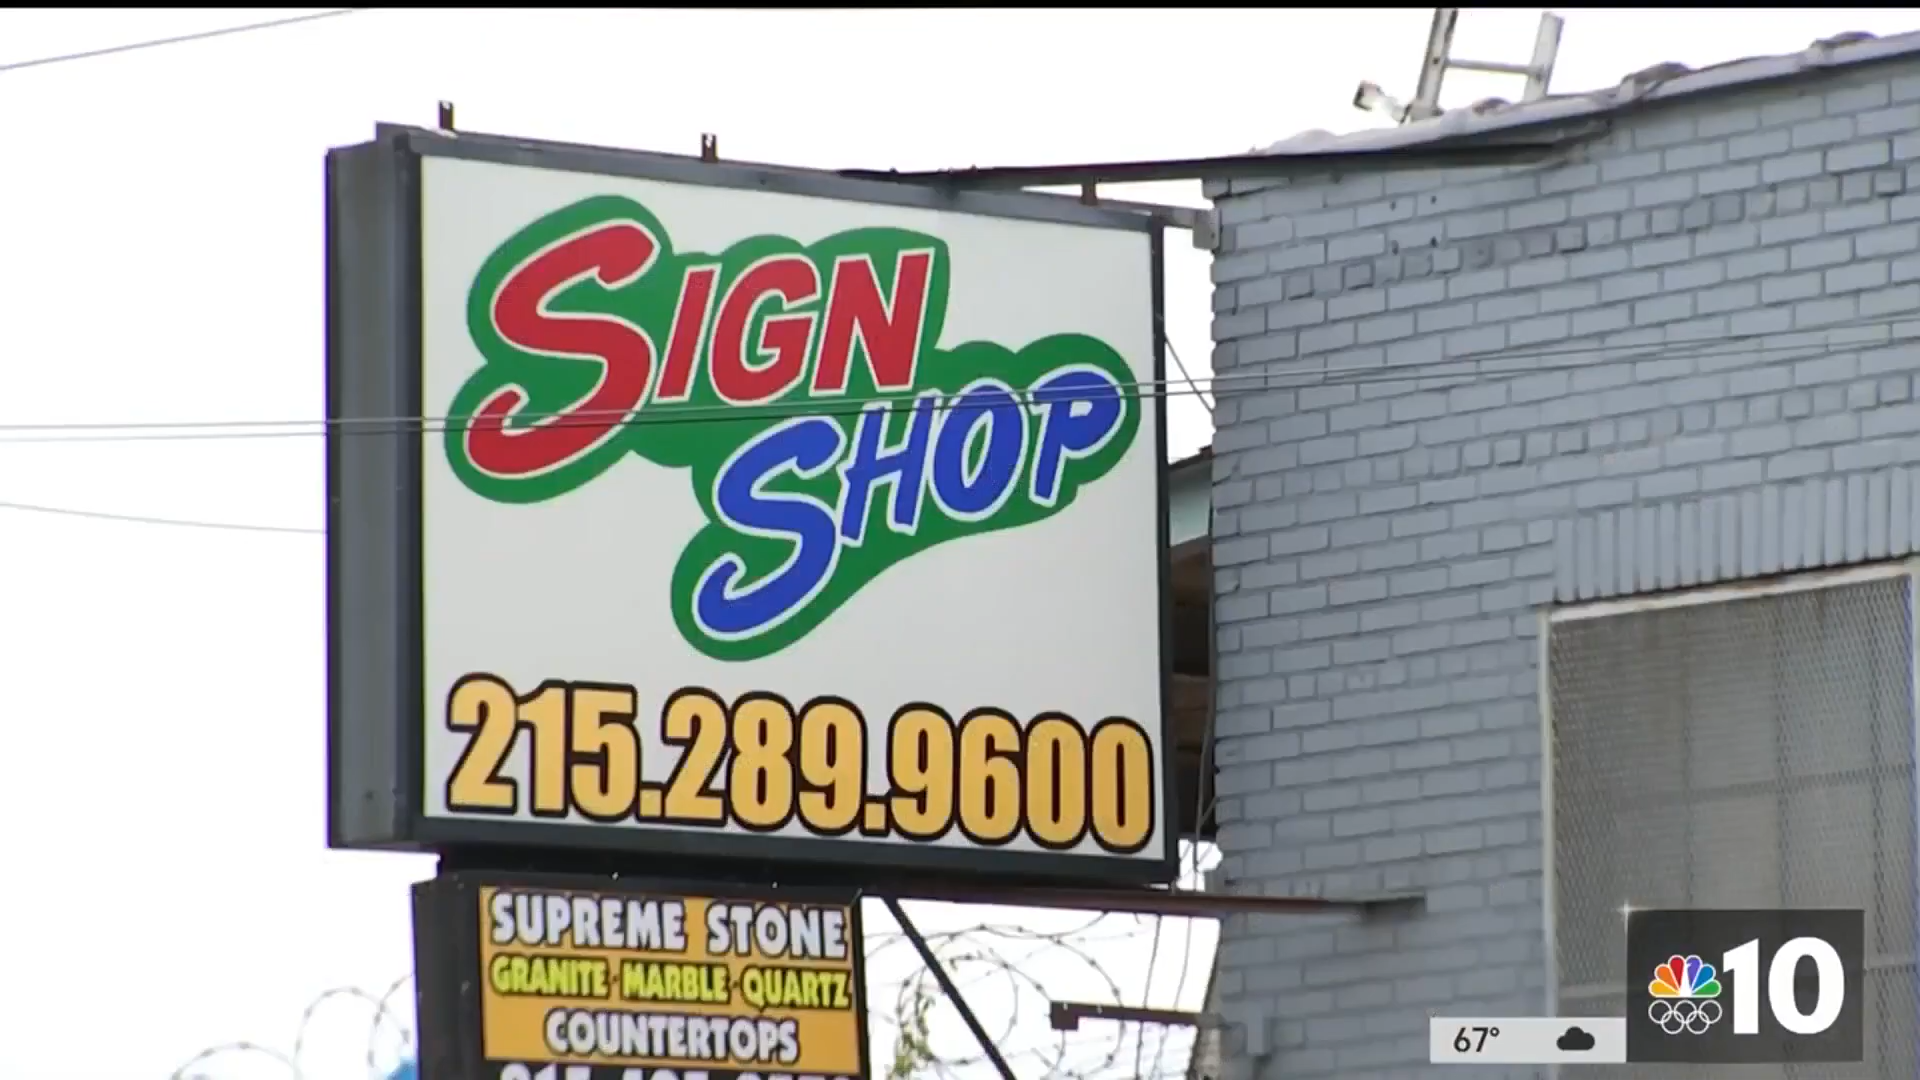 SIGN
SHOP
215.289.9600
SUPREME STONE
GRANITE · MARBLE · QUARTZ
COUNTERTOPS
67°
10